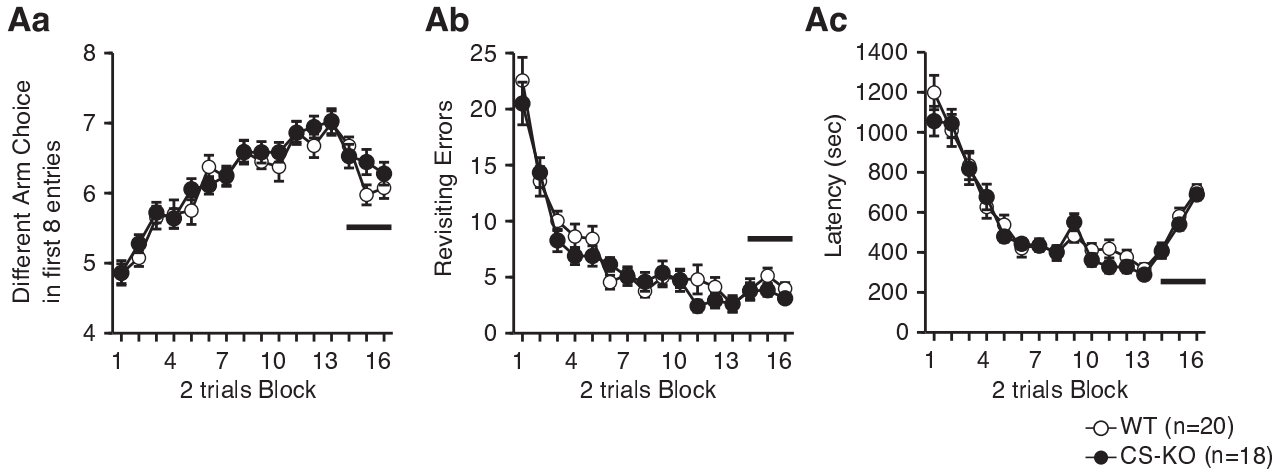 Aa
Different Arm Choice
in first 8 entries
8
7
6
5
4
1 4 7 10 13 16
2 trials Block
Ab
Revisiting Errors
25
20
15
10
5
0
1 4 7 10 13 16
2 trials Block
Ac
Latency (sec)
1400
1200
1000
800
600
400
200
0
1 4 7 10 13 16
2 trials Block
WT (n=20)
CS-KO (n=18)